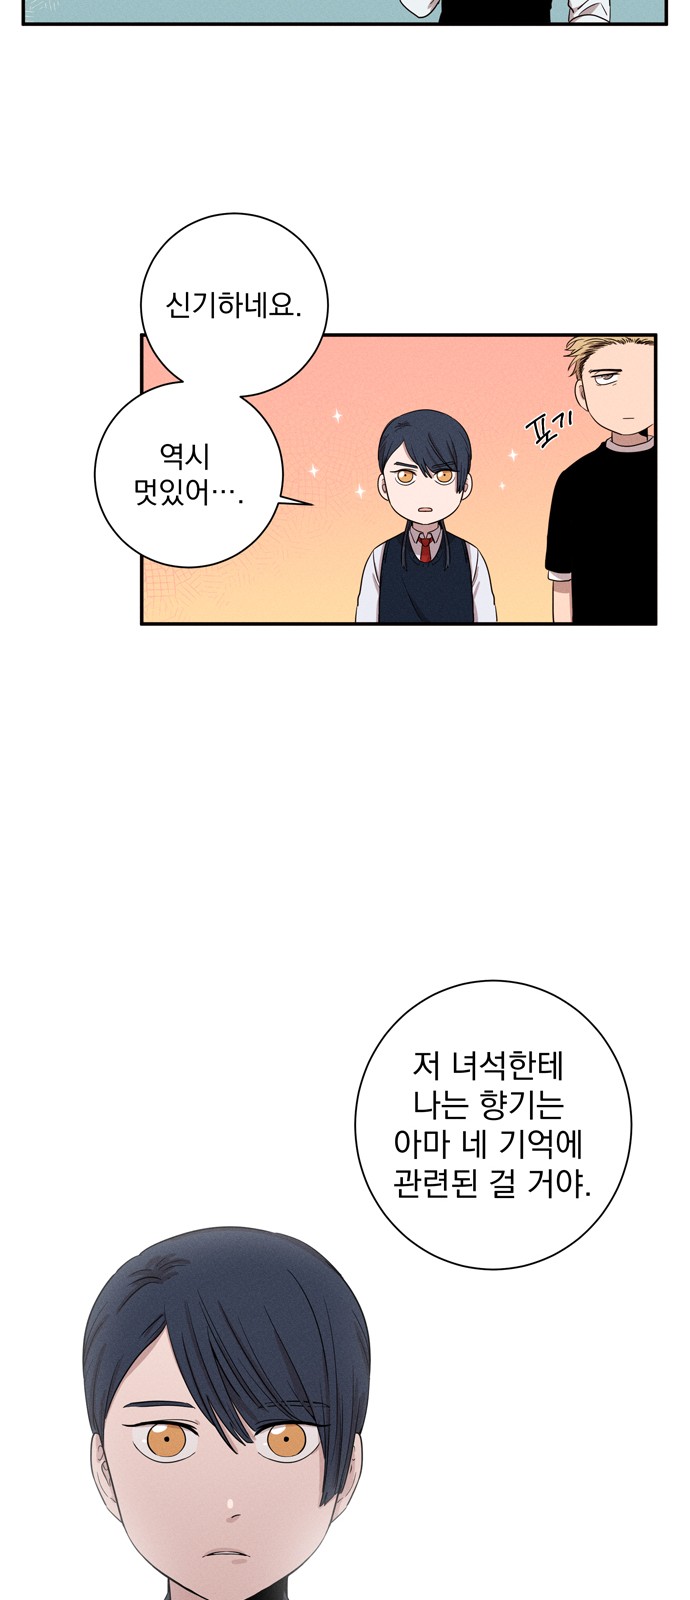 신기하네요.
역시
멋있어….
포기
저 녀석한테
나는 향기는
아마 네 기억에
관련된 걸 거야.